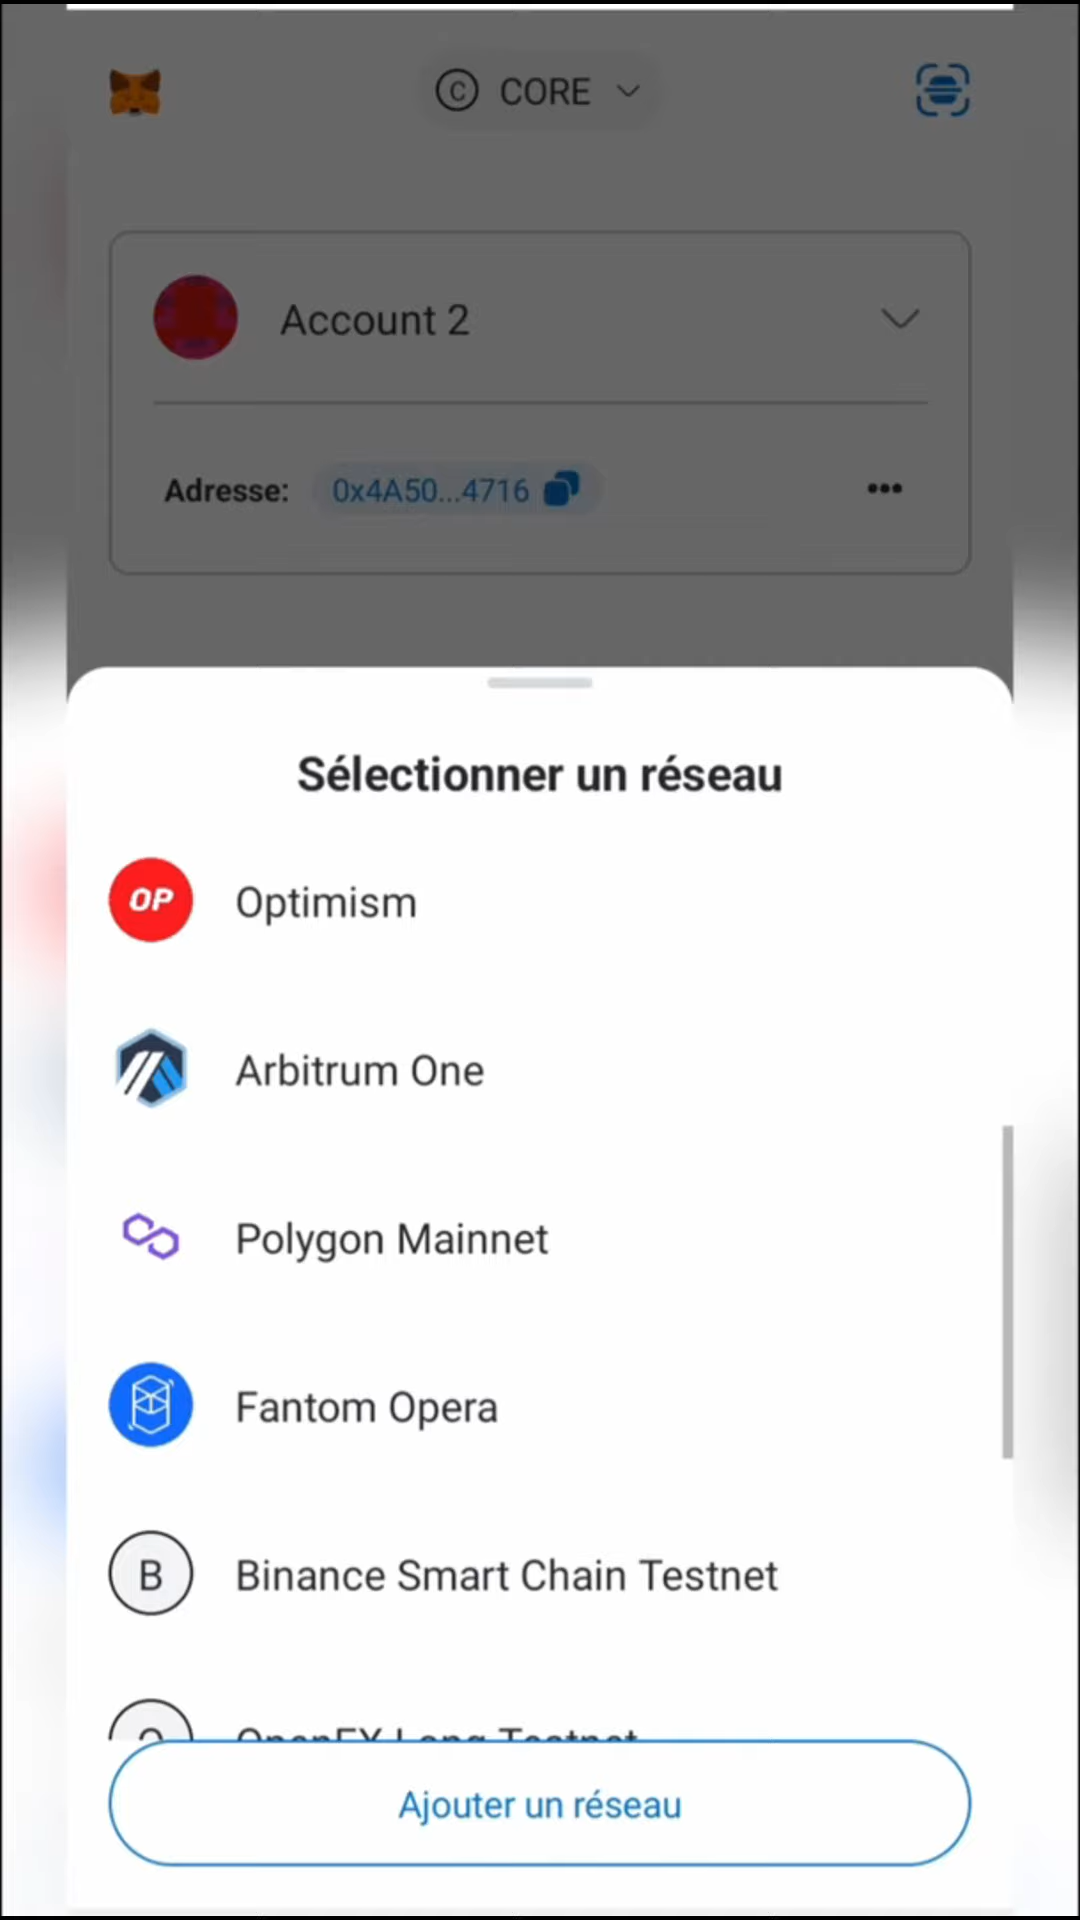 C CORE
Account 2
Adresse: 0x4A50...4716
Sélectionner un réseau
OP Optimism
Arbitrum One
Polygon Mainnet
Fantom Opera
B Binance Smart Chain Testnet
Testnet
Ajouter un réseau